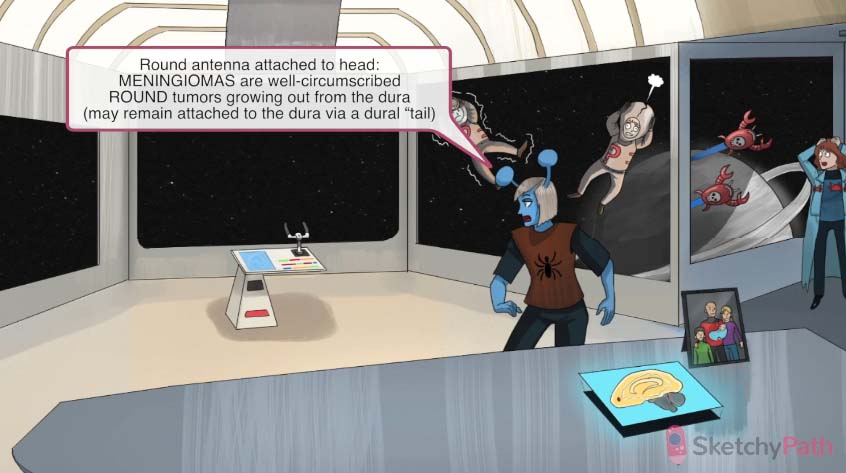 Round antenna attached to head:
MENINGIOMAS are well-circumscribed
ROUND tumors growing out from the dura
(may remain attached to the dura via a dural “tail)
P
SketchyPath